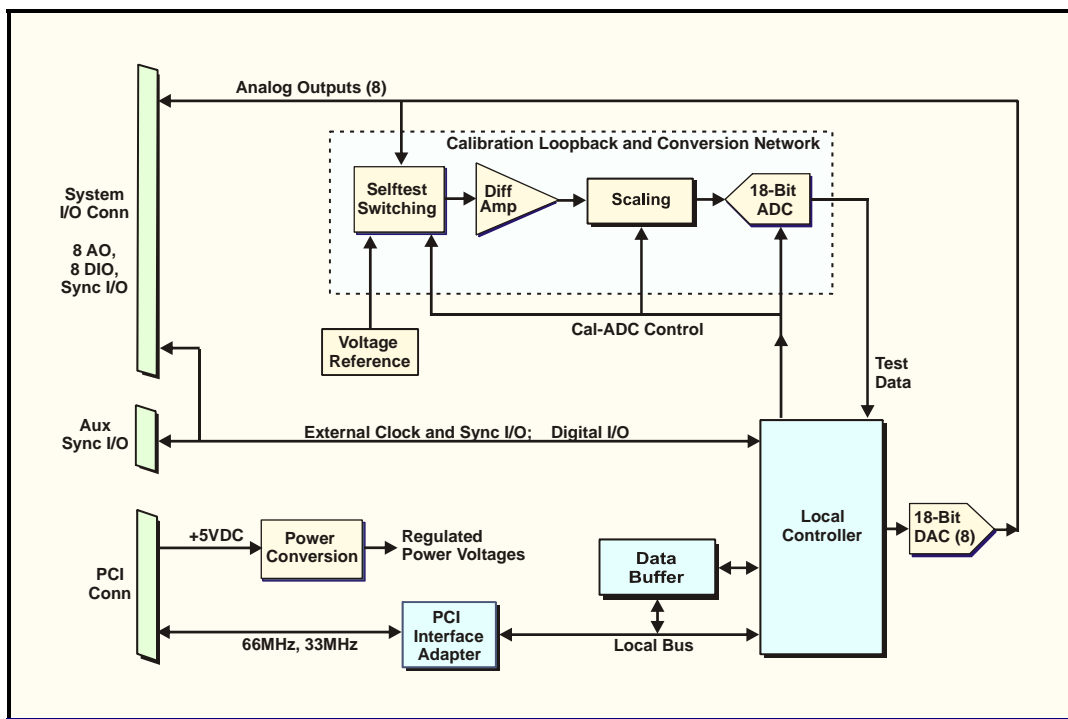 Analog Outputs (8)
Calibration Loopback and Conversion Network
System
I/O Conn
8 AO,
8 DIO,
Sync I/O
Selftest
Switching
Diff
Amp
Scaling
18-Bit
ADC
Cal-ADC Control
Voltage
Reference
Test
Data
Aux
Sync I/O
External Clock and Sync I/O; Digital I/O
Local
Controller
18-Bit
DAC (8)
+5VDC
Power
Conversion
Regulated
Power Voltages
Data
Buffer
PCI
Conn
PCI
Interface
Adapter
66MHz, 33MHz
Local Bus